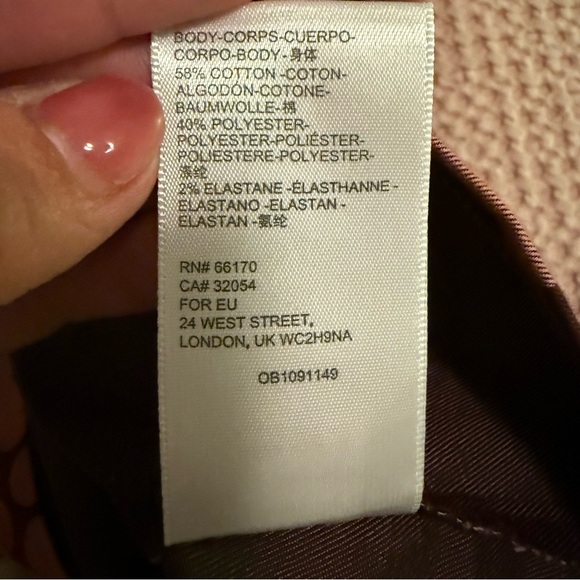 BODY-CORPS-CUERPO-
CORPO-BODY-身体
58% COTTON -COTON-
ALGODÓN-COTONE-
BAUMWOLLE-棉
40% POLYESTER-
POLYESTER-POLIÉSTER-
POLIESTERE-POLYESTER-
涤纶
2% ELASTANE -ÉLASTHANNE -
ELASTANO -ELASTAN -
ELASTAN -氨纶
RN# 66170
CA# 32054
FOR EU
24 WEST STREET,
LONDON, UK WC2H9NA
OB1091149